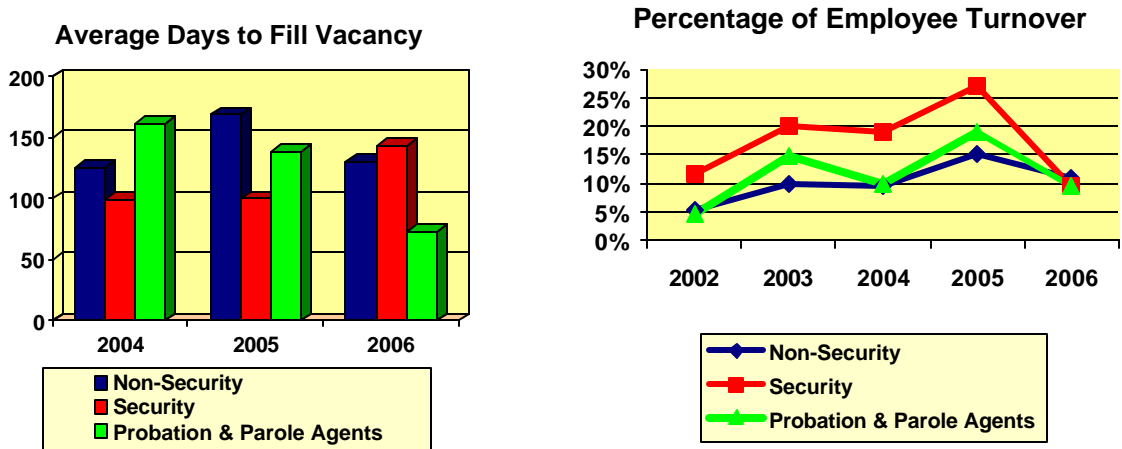 Average Days to Fill Vacancy
200
150
100
50
0
2004 2005 2006
Non-Security
Security
Probation & Parole Agents
Percentage of Employee Turnover
30%
25%
20%
15%
10%
5%
0%
2002 2003 2004 2005 2006
Non-Security
Security
Probation & Parole Agents